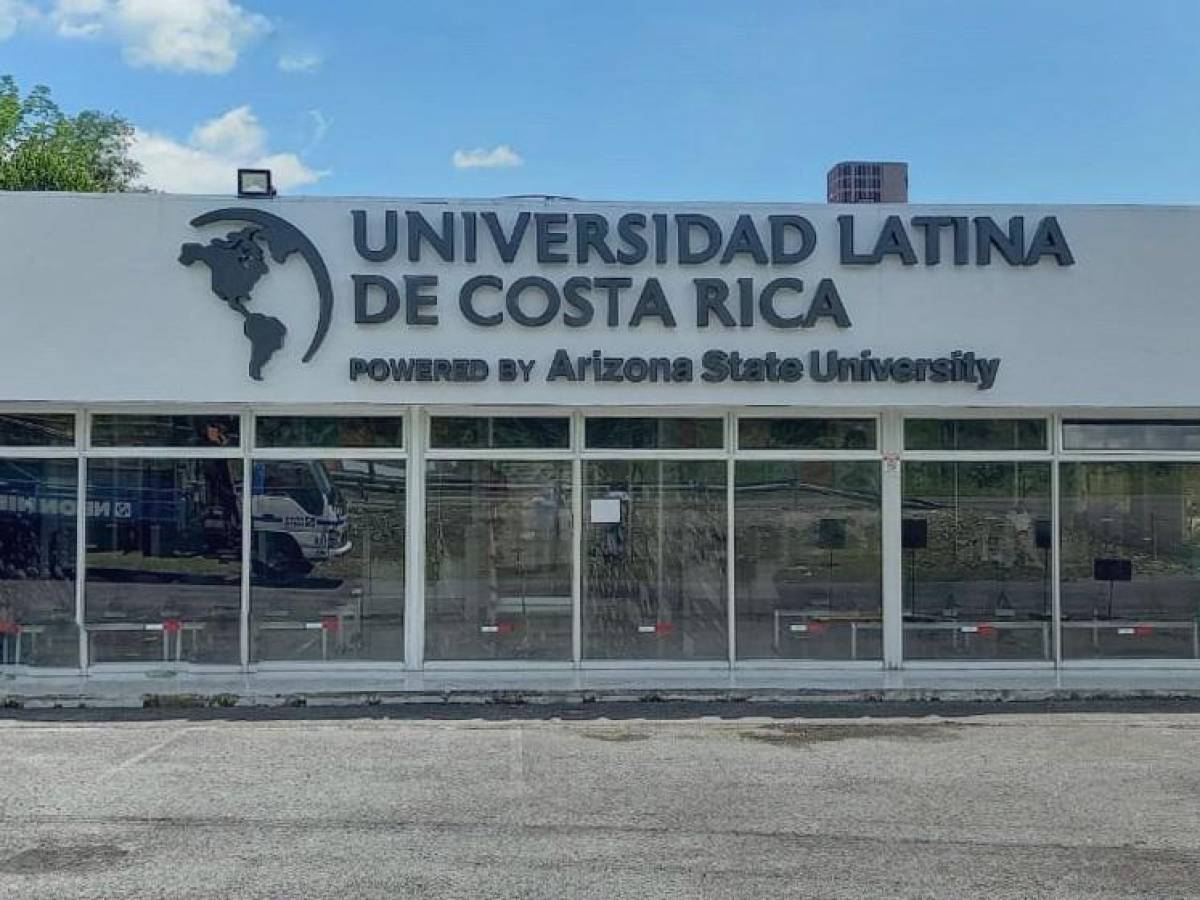 UNIVERSIDAD LATINA
DE COSTA RICA
POWERED BY Arizona State University